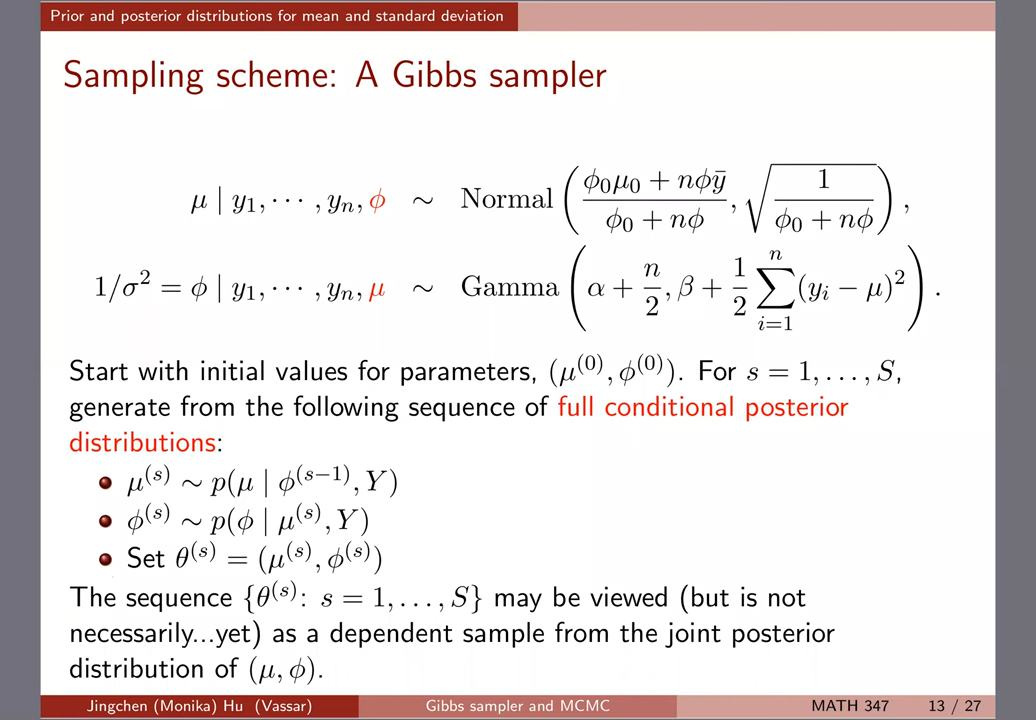 Prior and posterior distributions for mean and standard deviation
Sampling scheme: A Gibbs sampler
μ | y₁, ⋯ , yₙ, φ ∼ Normal ( (φ₀μ₀ + nφȳ) / (φ₀ + nφ), √( 1 / (φ₀ + nφ) ) ) ,
1/σ² = φ | y₁, ⋯ , yₙ, μ ∼ Gamma ( α + n/2, β + 1/2 ∑ᵢ₌₁ⁿ (yᵢ − μ)² ) .
Start with initial values for parameters, (μ⁽⁰⁾, φ⁽⁰⁾). For s = 1, . . . , S,
generate from the following sequence of full conditional posterior
distributions:
• μ⁽ˢ⁾ ∼ p(μ | φ⁽ˢ⁻¹⁾, Y)
• φ⁽ˢ⁾ ∼ p(φ | μ⁽ˢ⁾, Y)
• Set θ⁽ˢ⁾ = (μ⁽ˢ⁾, φ⁽ˢ⁾)
The sequence {θ⁽ˢ⁾: s = 1, . . . , S} may be viewed (but is not
necessarily...yet) as a dependent sample from the joint posterior
distribution of (μ, φ).
Jingchen (Monika) Hu (Vassar) Gibbs sampler and MCMC MATH 347 13 / 27